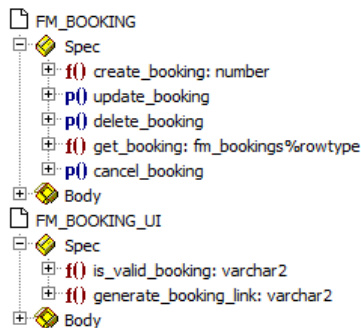 FM_BOOKING
Spec
f() create_booking: number
p() update_booking
p() delete_booking
f() get_booking: fm_bookings%rowtype
p() cancel_booking
Body
FM_BOOKING_UI
Spec
f() is_valid_booking: varchar2
f() generate_booking_link: varchar2
Body